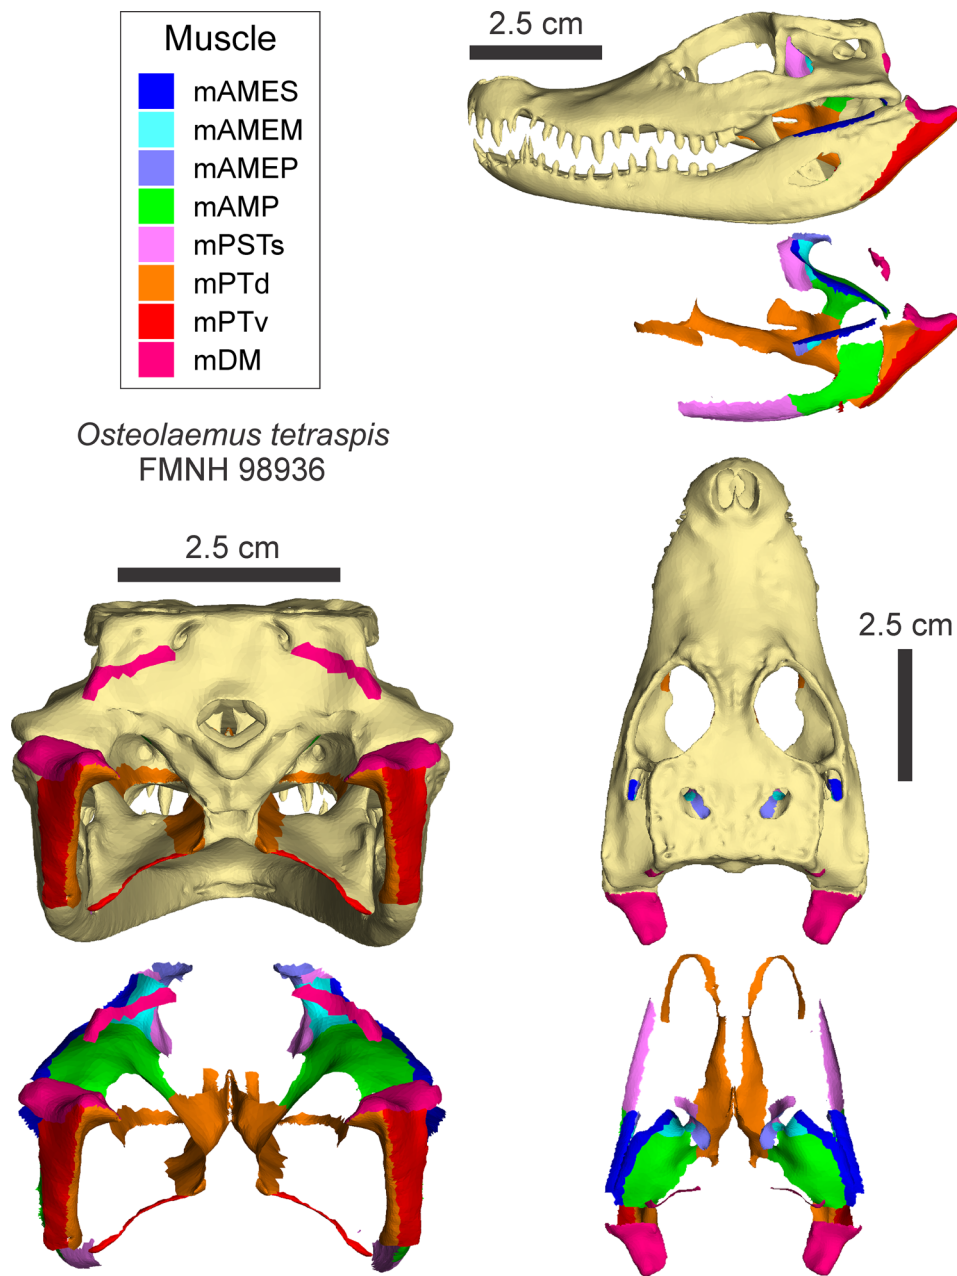 Muscle
mAMES
mAMEM
mAMEP
mAMP
mPSTs
mPTd
mPTv
mDM
2.5 cm
Osteolaemus tetraspis
FMNH 98936
2.5 cm
2.5 cm